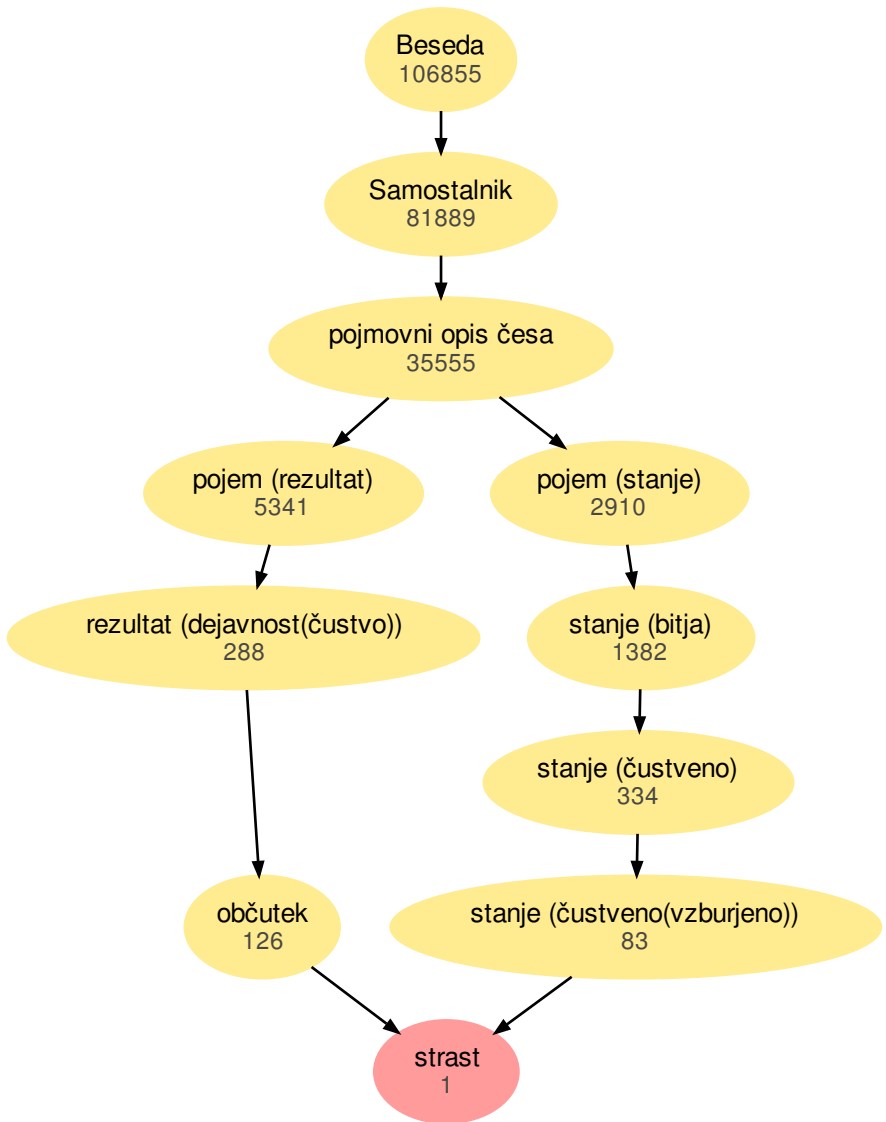 Beseda
106855
Samostalnik
81889
pojmovni opis česa
35555
pojem (rezultat)
5341
pojem (stanje)
2910
rezultat (dejavnost(čustvo))
288
stanje (bitja)
1382
stanje (čustveno)
334
občutek
126
stanje (čustveno(vzburjeno))
83
strast
1